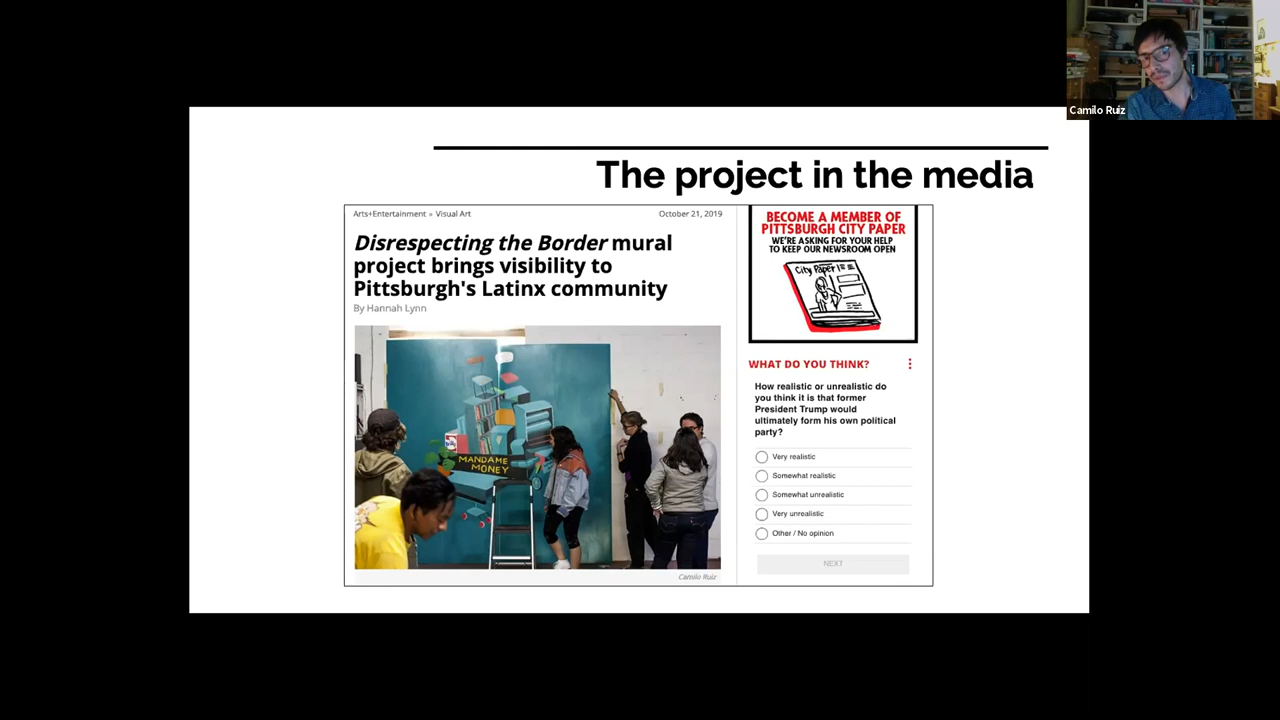 Camilo Ruiz
The project in the media
Arts+Entertainment » Visual Art
October 21, 2019
Disrespecting the Border mural
project brings visibility to
Pittsburgh's Latinx community
By Hannah Lynn
MANDAME
MONEY
Camilo Ruiz
BECOME A MEMBER OF
PITTSBURGH CITY PAPER
WE'RE ASKING FOR YOUR HELP
TO KEEP OUR NEWSROOM OPEN
City Paper
WHAT DO YOU THINK?
How realistic or unrealistic do
you think it is that former
President Trump would
ultimately form his own political
party?
Very realistic
Somewhat realistic
Somewhat unrealistic
Very unrealistic
Other / No opinion
NEXT